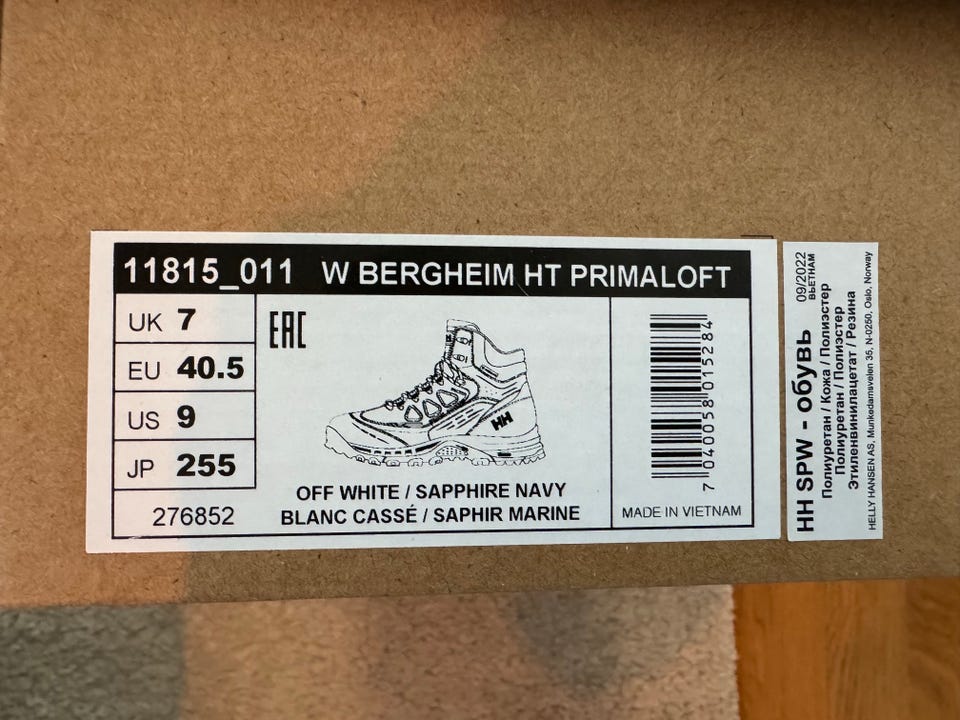 11815_011 W BERGHEIM HT PRIMALOFT
UK 7
EU 40.5
US 9
JP 255
276852
EAC
HH
OFF WHITE / SAPPHIRE NAVY
BLANC CASSÉ / SAPHIR MARINE
7 040058 015284
MADE IN VIETNAM
HH SPW - обувь
09/2022
ВЬЕТНАМ
Полиуретан / Кожа / Полиэстер
Полиуретан / Полиэстер
Этиленвинилацетат / Резина
HELLY HANSEN AS, Munkedamsveien 35, N-0250, Oslo, Norway